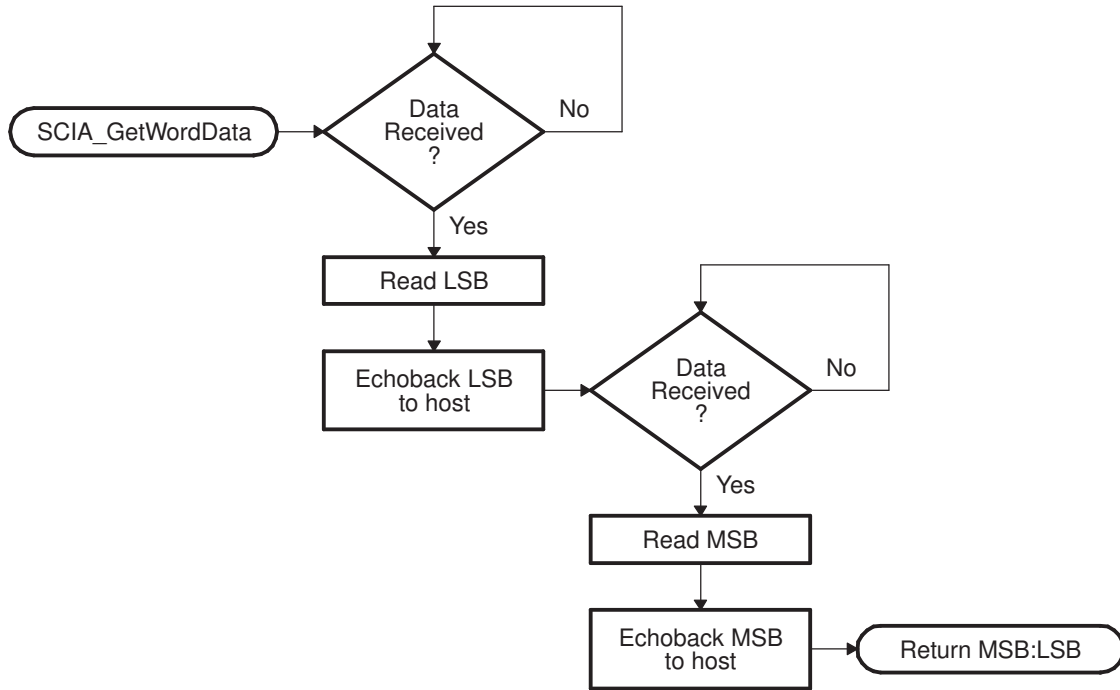 SCIA_GetWordData
Data
Received
?
No
Yes
Read LSB
Echoback LSB
to host
Data
Received
?
No
Yes
Read MSB
Echoback MSB
to host
Return MSB:LSB